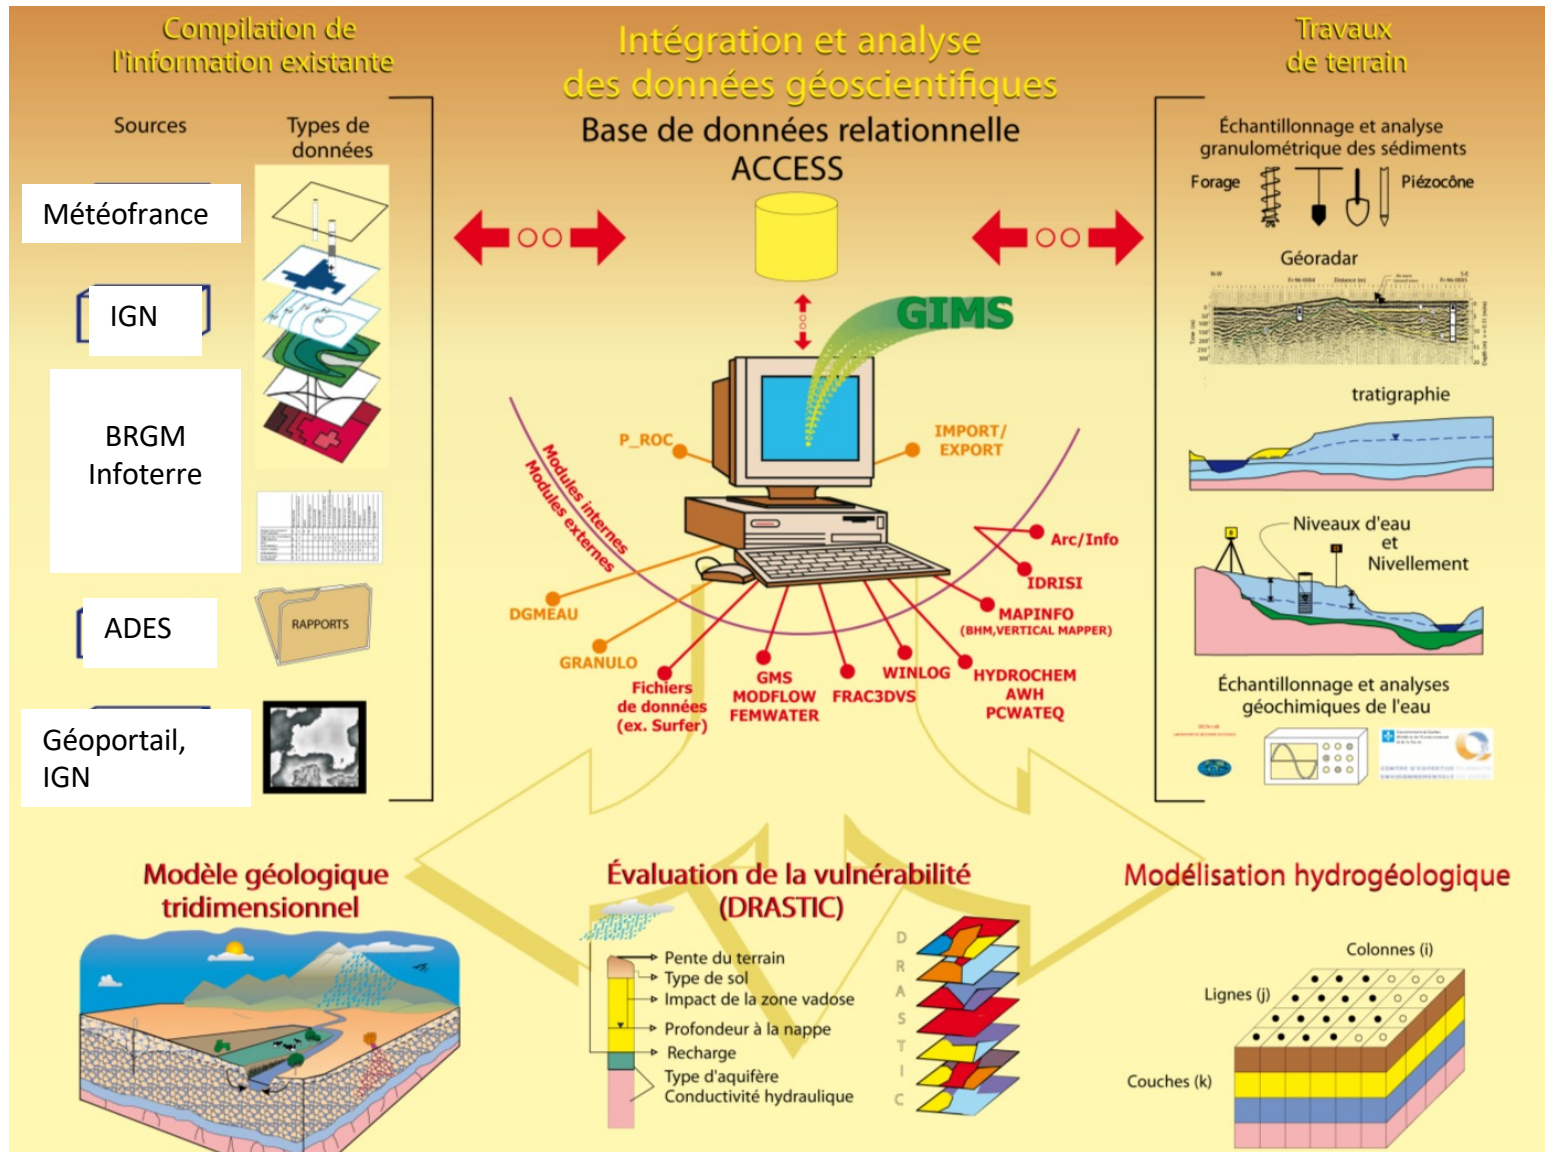 Compilation de
l'information existante
Sources
Types de
données
Météofrance
IGN
BRGM
Infoterre
ADES
RAPPORTS
Géoportail,
IGN
Intégration et analyse
des données géoscientifiques
Base de données relationnelle
ACCESS
GIMS
P_ROC
IMPORT/
EXPORT
Modules internes
Modules externes
DGMEAU
GRANULO
Fichiers
de données
(ex. Surfer)
GMS
MODFLOW
FEMWATER
FRAC3DVS
WINLOG
HYDROCHEM
AWH
PCWATEQ
MAPINFO
(BHM,VERTICAL MAPPER)
IDRISI
Arc/Info
Travaux
de terrain
Échantillonnage et analyse
granulométrique des sédiments
Forage
Piézocône
Géoradar
N-W
Distance (m)
S-E
tratigraphie
Niveaux d'eau
et
Nivellement
Échantillonnage et analyses
géochimiques de l'eau
Modèle géologique
tridimensionnel
Évaluation de la vulnérabilité
(DRASTIC)
Pente du terrain
Type de sol
Impact de la zone vadose
Profondeur à la nappe
Recharge
Type d'aquifère
Conductivité hydraulique
D
R
A
S
T
I
C
Modélisation hydrogéologique
Colonnes (i)
Lignes (j)
Couches (k)